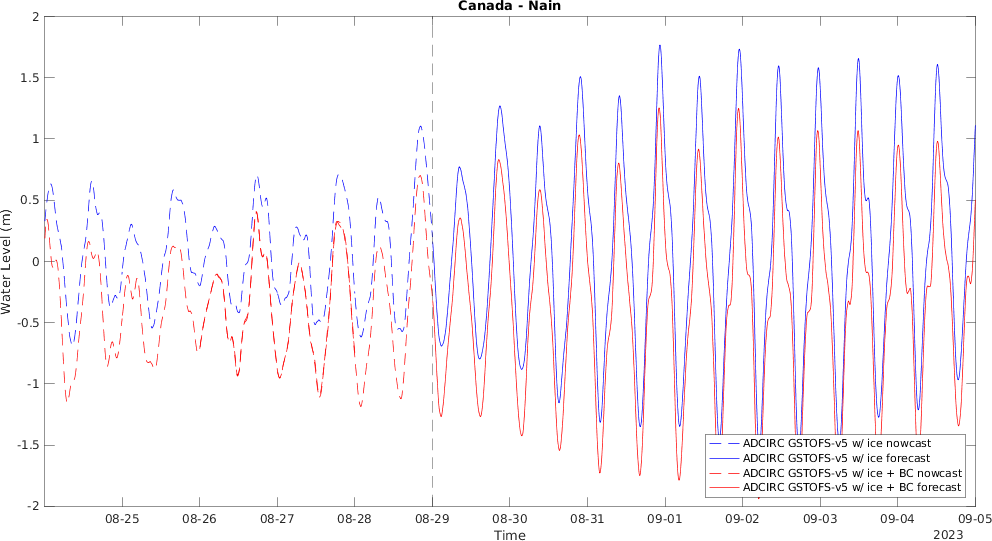 Canada - Nain
2
1.5
1
0.5
0
-0.5
-1
-1.5
-2
Water Level (m)
ADCIRC GSTOFS-v5 w/ ice nowcast
ADCIRC GSTOFS-v5 w/ ice forecast
ADCIRC GSTOFS-v5 w/ ice + BC nowcast
ADCIRC GSTOFS-v5 w/ ice + BC forecast
08-25 08-26 08-27 08-28 08-29 08-30 08-31 09-01 09-02 09-03 09-04 09-05
Time
2023